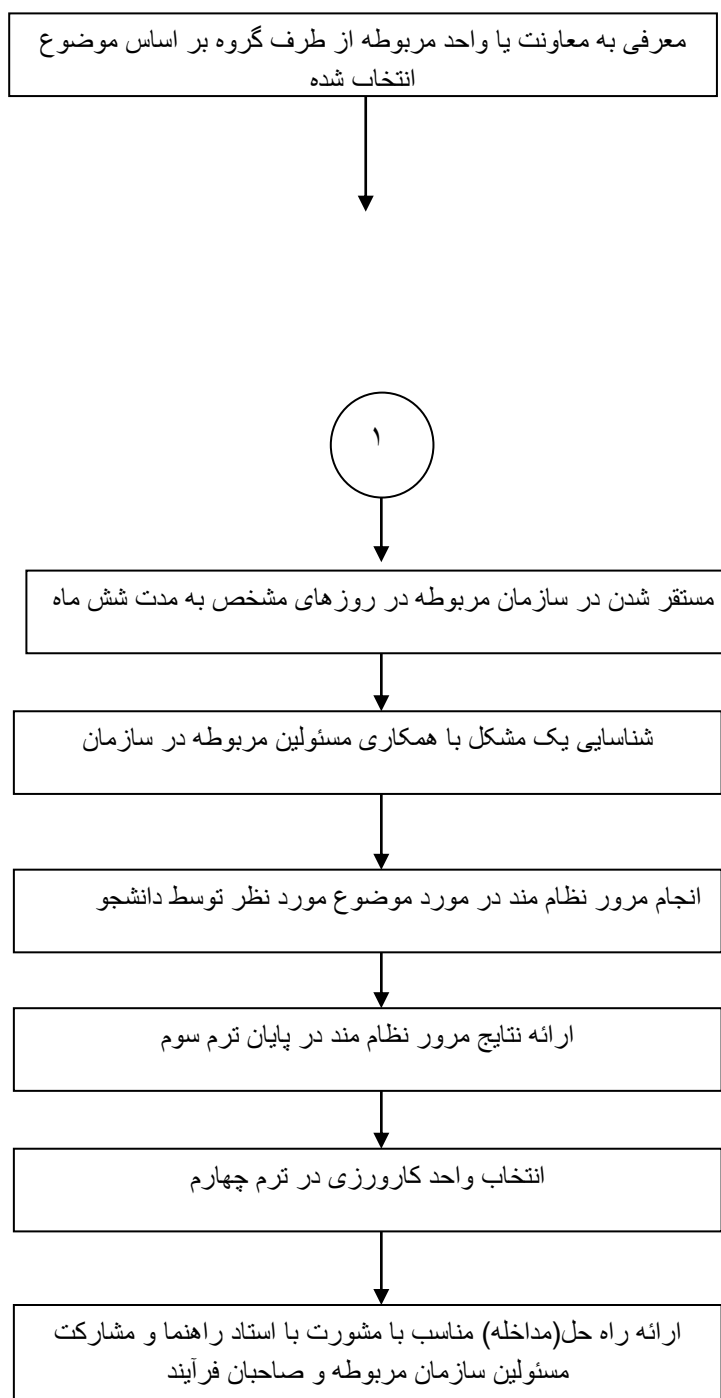 معرفی به معاونت یا واحد مربوطه از طرف گروه بر اساس موضوع
انتخاب شده
۱
مستقر شدن در سازمان مربوطه در روزهای مشخص به مدت شش ماه
شناسایی یک مشکل با همکاری مسئولین مربوطه در سازمان
انجام مرور نظام مند در مورد موضوع مورد نظر توسط دانشجو
ارائه نتایج مرور نظام مند در پایان ترم سوم
انتخاب واحد کارورزی در ترم چهارم
ارائه راه حل(مداخله) مناسب با مشورت با استاد راهنما و مشارکت
مسئولین سازمان مربوطه و صاحبان فرآیند